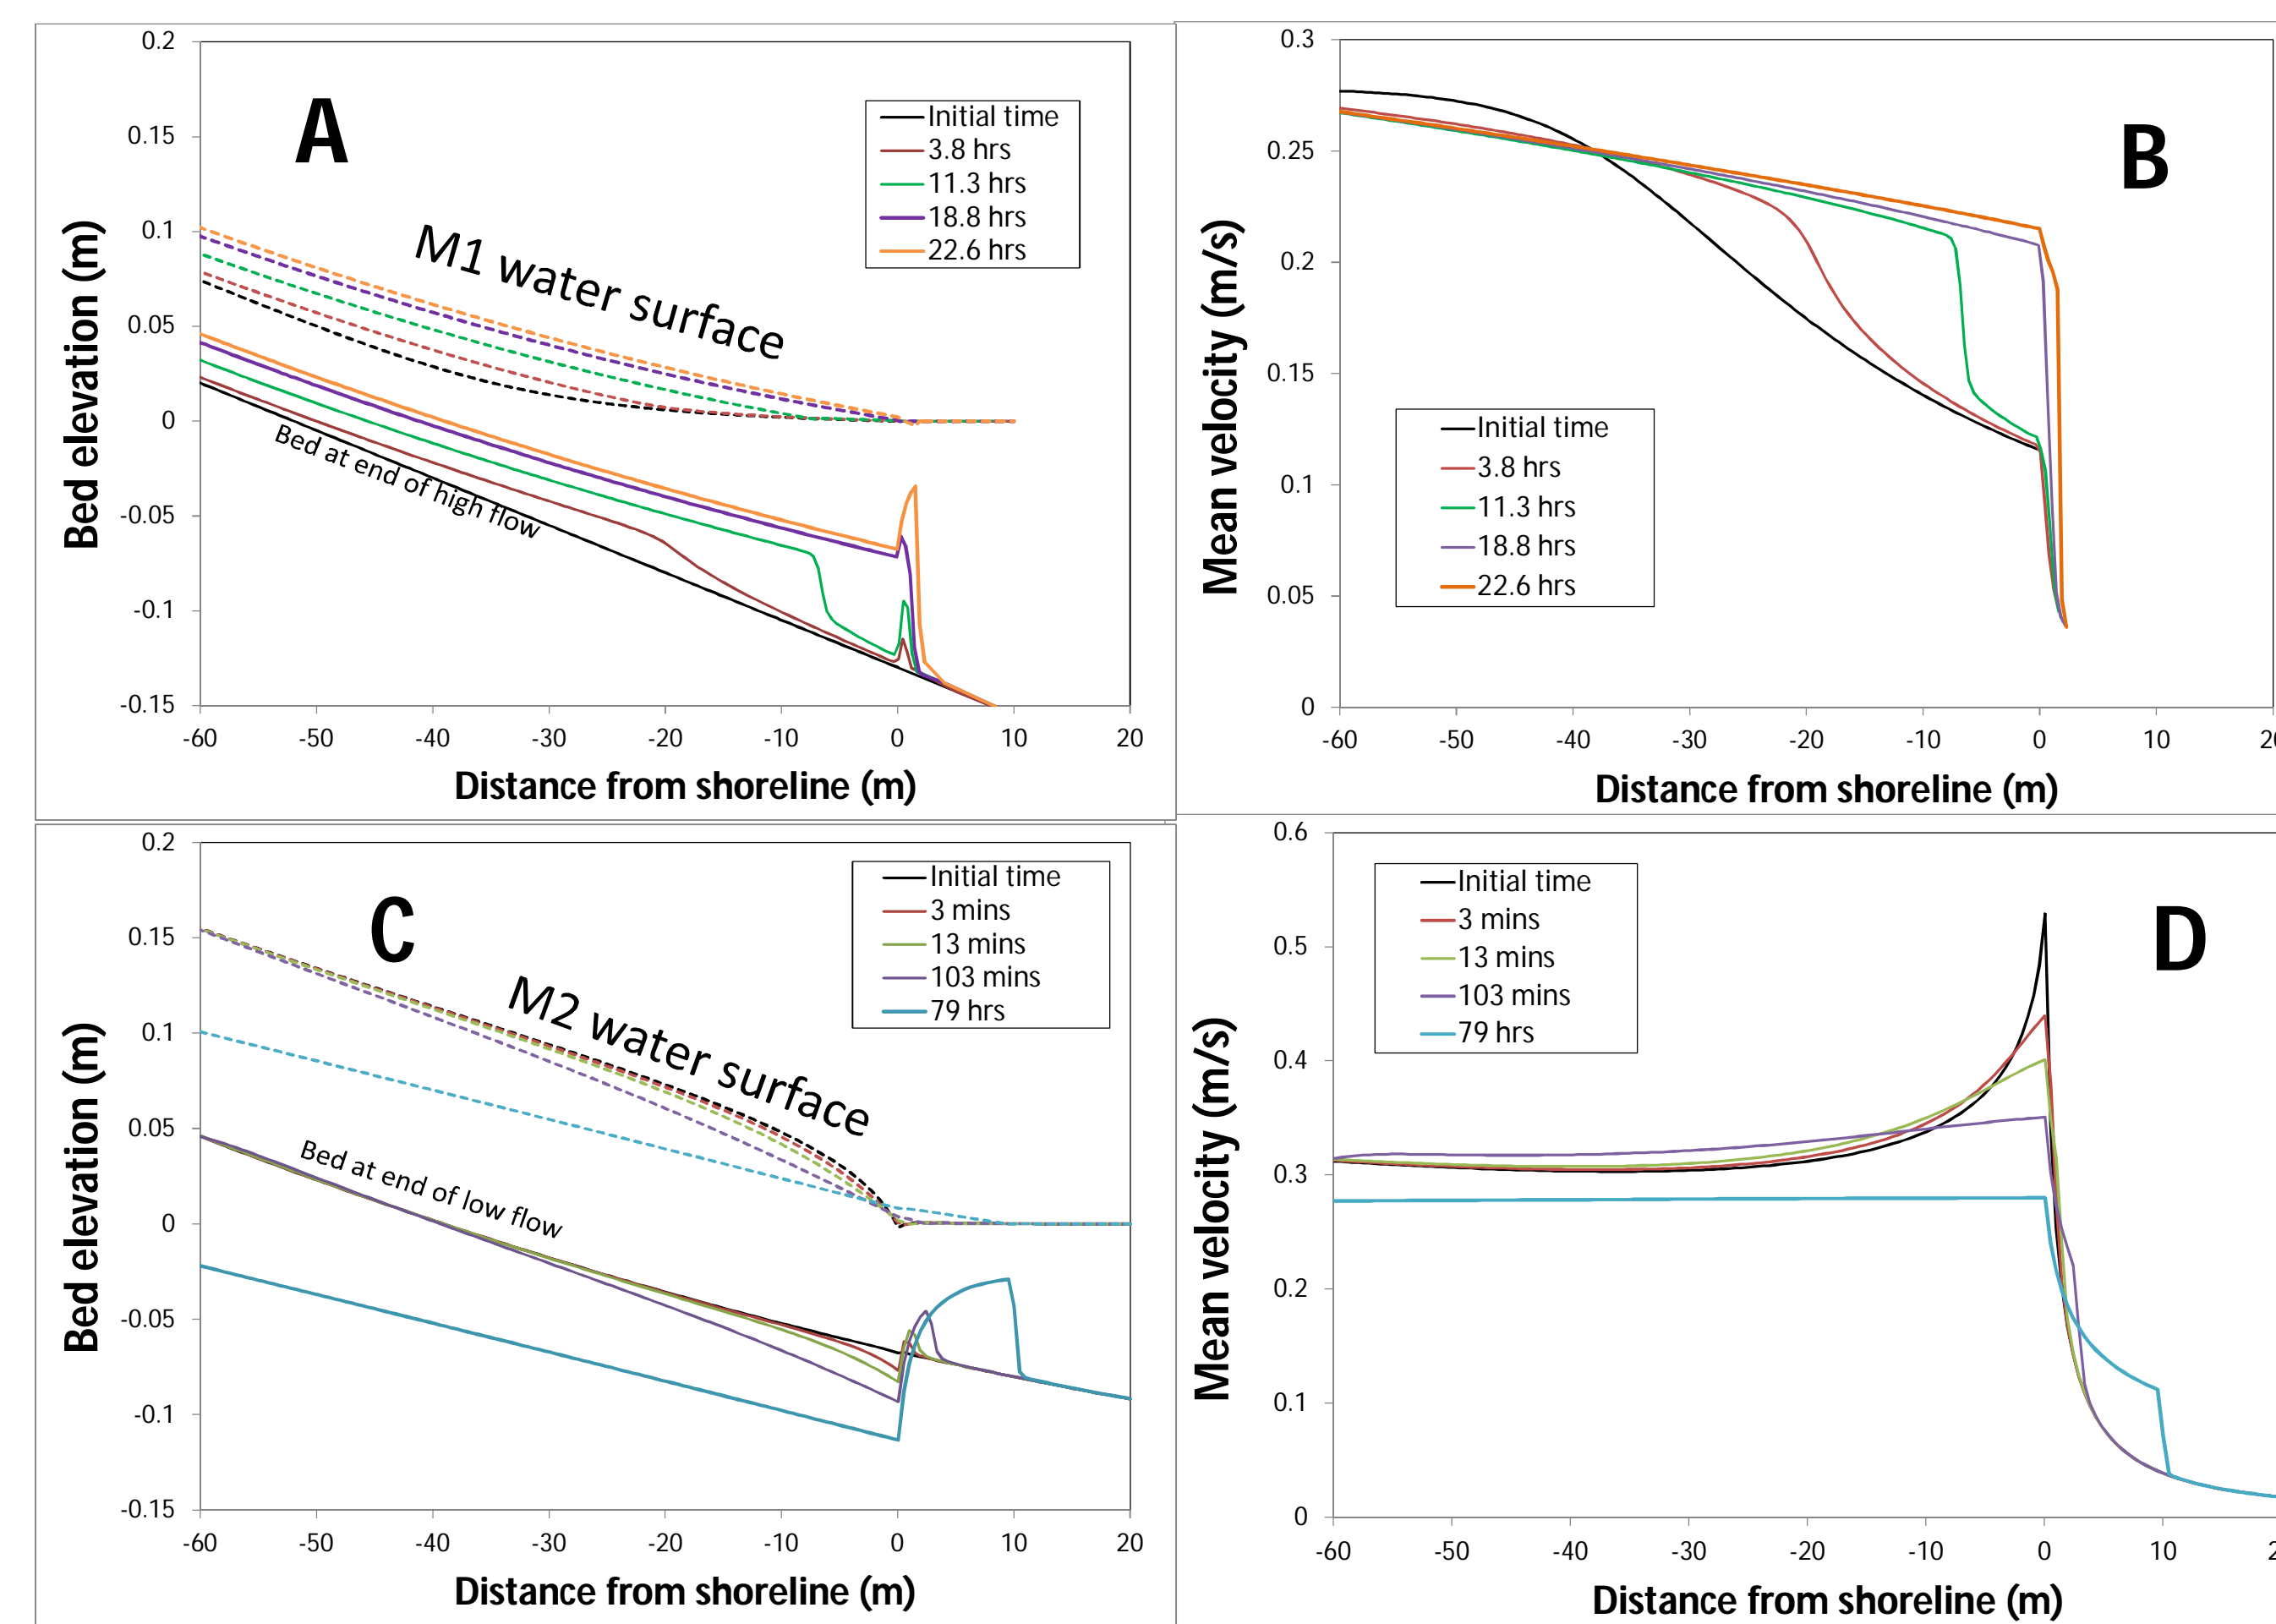 0.2
0.15
0.1
0.05
0
-0.05
-0.1
-0.15
-60
-50
-40
-30
-20
-10
0
10
20
Bed elevation (m)
Distance from shoreline (m)
A
M1 water surface
Bed at end of high flow
Initial time
3.8 hrs
11.3 hrs
18.8 hrs
22.6 hrs
0.3
0.25
0.2
0.15
0.1
0.05
0
-60
-50
-40
-30
-20
-10
0
10
Mean velocity (m/s)
Distance from shoreline (m)
B
Initial time
3.8 hrs
11.3 hrs
18.8 hrs
22.6 hrs
0.2
0.15
0.1
0.05
0
-0.05
-0.1
-0.15
-60
-50
-40
-30
-20
-10
0
10
20
Bed elevation (m)
Distance from shoreline (m)
C
M2 water surface
Bed at end of low flow
Initial time
3 mins
13 mins
103 mins
79 hrs
0.6
0.5
0.4
0.3
0.2
0.1
0
-60
-50
-40
-30
-20
-10
0
10
Mean velocity (m/s)
Distance from shoreline (m)
D
Initial time
3 mins
13 mins
103 mins
79 hrs